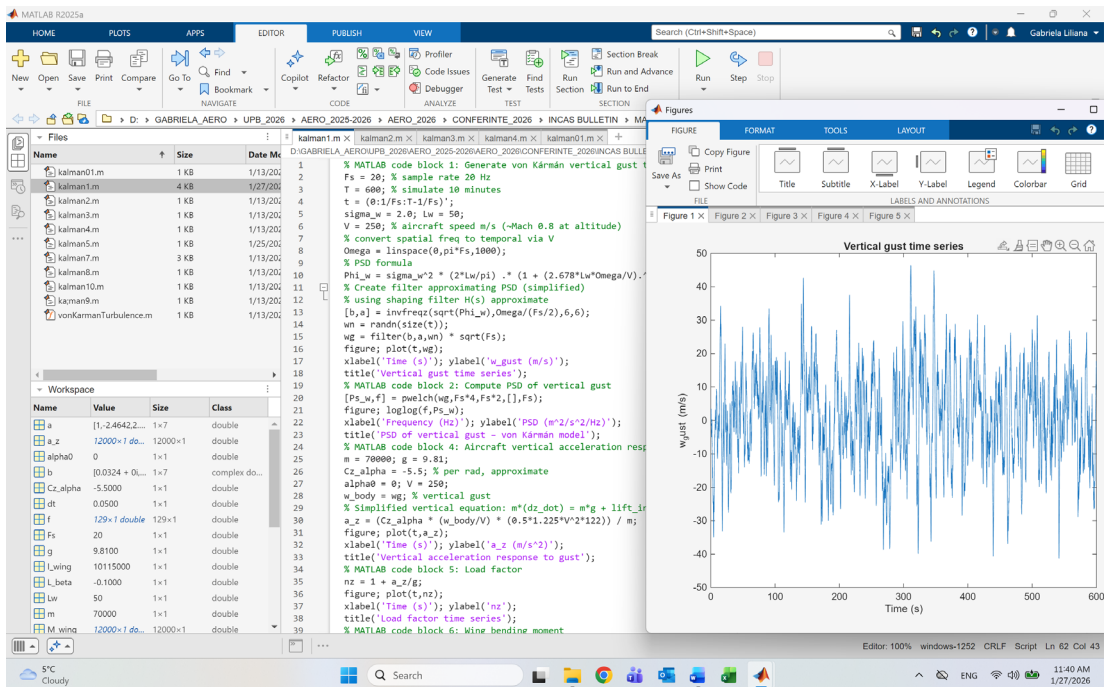 MATLAB R2025a
HOME PLOTS APPS EDITOR PUBLISH VIEW
Search (Ctrl+Shift+Space)
Gabriela Liliana
New Open Save Print Compare
FILE
Go To Find Bookmark
NAVIGATE
Copilot Refactor
CODE
Profiler
Code Issues
Debugger
ANALYZE
Generate Test Find Tests
TEST
Run Section
Section Break
Run and Advance
Run to End
SECTION
Run Step Stop
D: GABRIELA_AERO UPB_2026 AERO_2025-2026 AERO_2026 CONFERINTE_2026 INCAS BULLETIN
Files
Name Size Date
kalman01.m 1 KB 1/13/202
kalman1.m 4 KB 1/27/202
kalman2.m 1 KB 1/13/202
kalman3.m 1 KB 1/13/202
kalman4.m 1 KB 1/13/202
kalman5.m 1 KB 1/25/202
kalman7.m 3 KB 1/13/202
kalman8.m 1 KB 1/13/202
kalman10.m 1 KB 1/13/202
ka;man9.m 1 KB 1/13/202
vonKarmanTurbulence.m 1 KB 1/13/202
Workspace
Name Value Size Class
a [1,-2.4642,2.... 1×7 double
a_z 12000×1 do... 12000×1 double
alpha0 0 1×1 double
b [0.0324 + 0i,... 1×7 complex do...
Cz_alpha -5.5000 1×1 double
dt 0.0500 1×1 double
f 129×1 double 129×1 double
Fs 20 1×1 double
g 9.8100 1×1 double
I_wing 10115000 1×1 double
L_beta -0.1000 1×1 double
Lw 50 1×1 double
m 70000 1×1 double
M_wing 12000×1 do... 12000×1 double
kalman1.m kalman2.m kalman3.m kalman4.m kalman01.m
D:\GABRIELA_AERO\UPB_2026\AERO_2025-2026\AERO_2026\CONFERINTE_2026\INCAS BULLE
1 % MATLAB code block 1: Generate von Kármán vertical gust t
2 Fs = 20; % sample rate 20 Hz
3 T = 600; % simulate 10 minutes
4 t = (0:1/Fs:T-1/Fs)';
5 sigma_w = 2.0; Lw = 50;
6 V = 250; % aircraft speed m/s (~Mach 0.8 at altitude)
7 % convert spatial freq to temporal via V
8 Omega = linspace(0,pi*Fs,1000);
9 % PSD formula
10 Phi_w = sigma_w^2 * (2*Lw/pi) .* (1 + (2.678*Lw*Omega/V).^
11 % Create filter approximating PSD (simplified)
12 % using shaping filter H(s) approximate
13 [b,a] = invfreqz(sqrt(Phi_w),Omega/(Fs/2),6,6);
14 wn = randn(size(t));
15 wg = filter(b,a,wn) * sqrt(Fs);
16 figure; plot(t,wg);
17 xlabel('Time (s)'); ylabel('w_gust (m/s)');
18 title('Vertical gust time series');
19 % MATLAB code block 2: Compute PSD of vertical gust
20 [Ps_w,f] = pwelch(wg,Fs*4,Fs*2,[],Fs);
21 figure; loglog(f,Ps_w);
22 xlabel('Frequency (Hz)'); ylabel('PSD (m^2/s^2/Hz)');
23 title('PSD of vertical gust – von Kármán model');
24 % MATLAB code block 4: Aircraft vertical acceleration resp
25 m = 70000; g = 9.81;
26 Cz_alpha = -5.5; % per rad, approximate
27 alpha0 = 0; V = 250;
28 w_body = wg; % vertical gust
29 % Simplified vertical equation: m*(dz_dot) = m*g + lift_in
30 a_z = (Cz_alpha * (w_body/V) * (0.5*1.225*V^2*122)) / m;
31 figure; plot(t,a_z);
32 xlabel('Time (s)'); ylabel('a_z (m/s^2)');
33 title('Vertical acceleration response to gust');
34 % MATLAB code block 5: Load factor
35 nz = 1 + a_z/g;
36 figure; plot(t,nz);
37 xlabel('Time (s)'); ylabel('nz');
38 title('Load factor time series');
39 % MATLAB code block 6: Wing bending moment
Figures
FIGURE FORMAT TOOLS LAYOUT
Save As
Copy Figure
Print
Show Code
FILE
Title Subtitle X-Label Y-Label Legend Colorbar Grid
LABELS AND ANNOTATIONS
Figure 1 Figure 2 Figure 3 Figure 4 Figure 5
Vertical gust time series
50
40
30
20
10
0
-10
-20
-30
-40
-50
w_gust (m/s)
0 100 200 300 400 500 600
Time (s)
Editor: 100% windows-1252 CRLF Script Ln 62 Col 43
5°C
Cloudy
Search
ENG
11:40 AM
1/27/2026